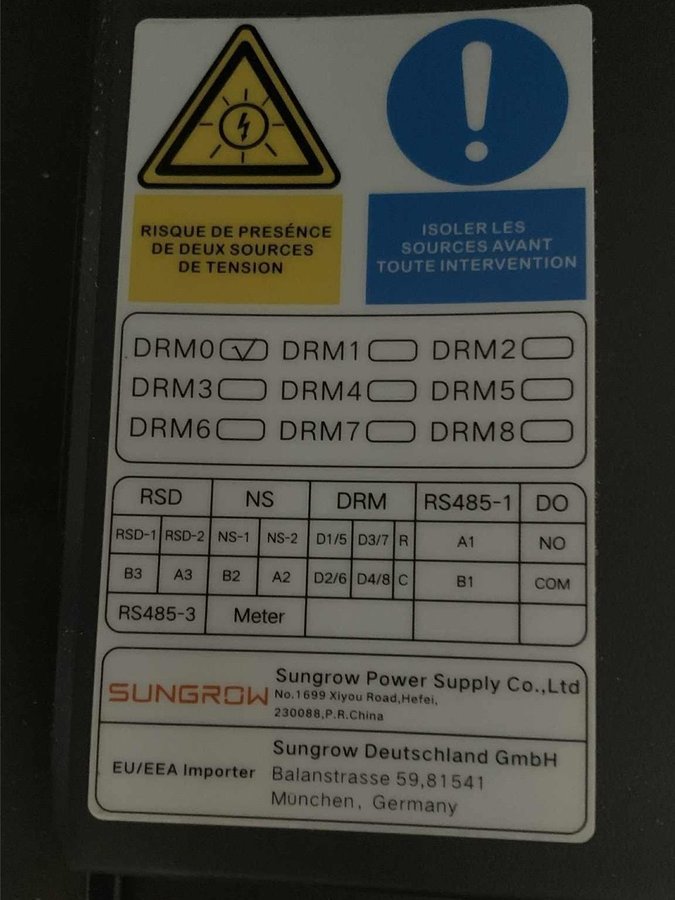 RISQUE DE PRESÉNCE
DE DEUX SOURCES
DE TENSION
ISOLER LES
SOURCES AVANT
TOUTE INTERVENTION
DRM0 DRM1 DRM2
DRM3 DRM4 DRM5
DRM6 DRM7 DRM8
RSD NS DRM RS485-1 DO
RSD-1 RSD-2 NS-1 NS-2 D1/5 D3/7 R A1 NO
B3 A3 B2 A2 D2/6 D4/8 C B1 COM
RS485-3 Meter
SUNGROW
Sungrow Power Supply Co.,Ltd
No.1699 Xiyou Road,Hefei,
230088,P.R.China
EU/EEA Importer
Sungrow Deutschland GmbH
Balanstrasse 59,81541
München, Germany